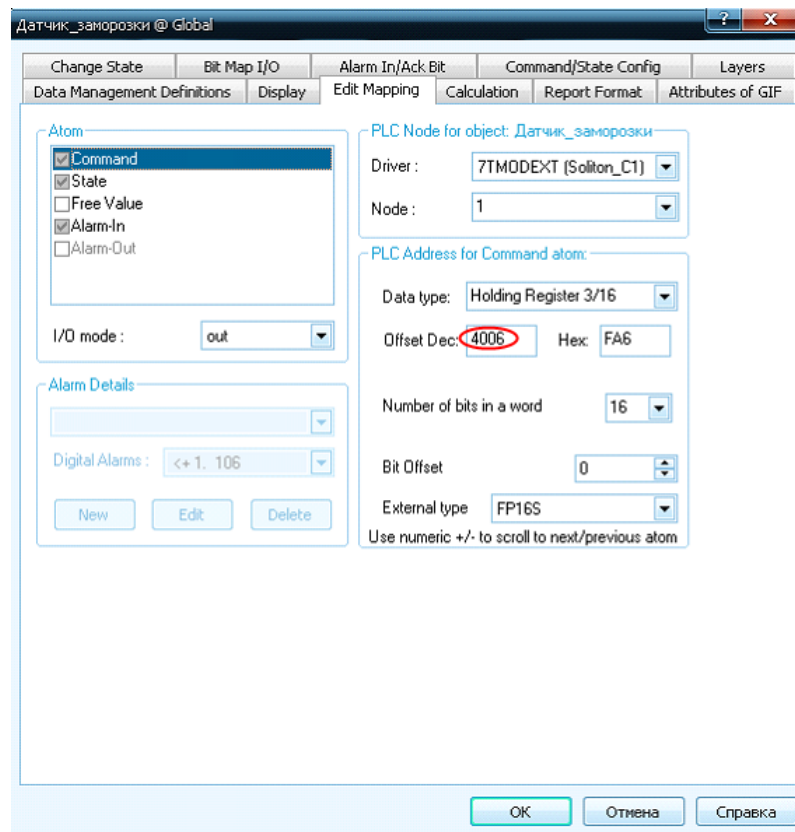 Датчик_заморозки @ Global
? X
Change State Bit Map I/O Alarm In/Ack Bit Command/State Config Layers
Data Management Definitions Display Edit Mapping Calculation Report Format Attributes of GIF
Atom
Command
State
Free Value
Alarm-In
Alarm-Out
I/O mode : out
Alarm Details
Digital Alarms : <+ 1. 106
New Edit Delete
PLC Node for object: Датчик_заморозки
Driver : 7TMODEXT (Soliton_C1)
Node : 1
PLC Address for Command atom:
Data type: Holding Register 3/16
Offset Dec: 4006 Hex: FA6
Number of bits in a word 16
Bit Offset 0
External type FP16S
Use numeric +/- to scroll to next/previous atom
OK Отмена Справка